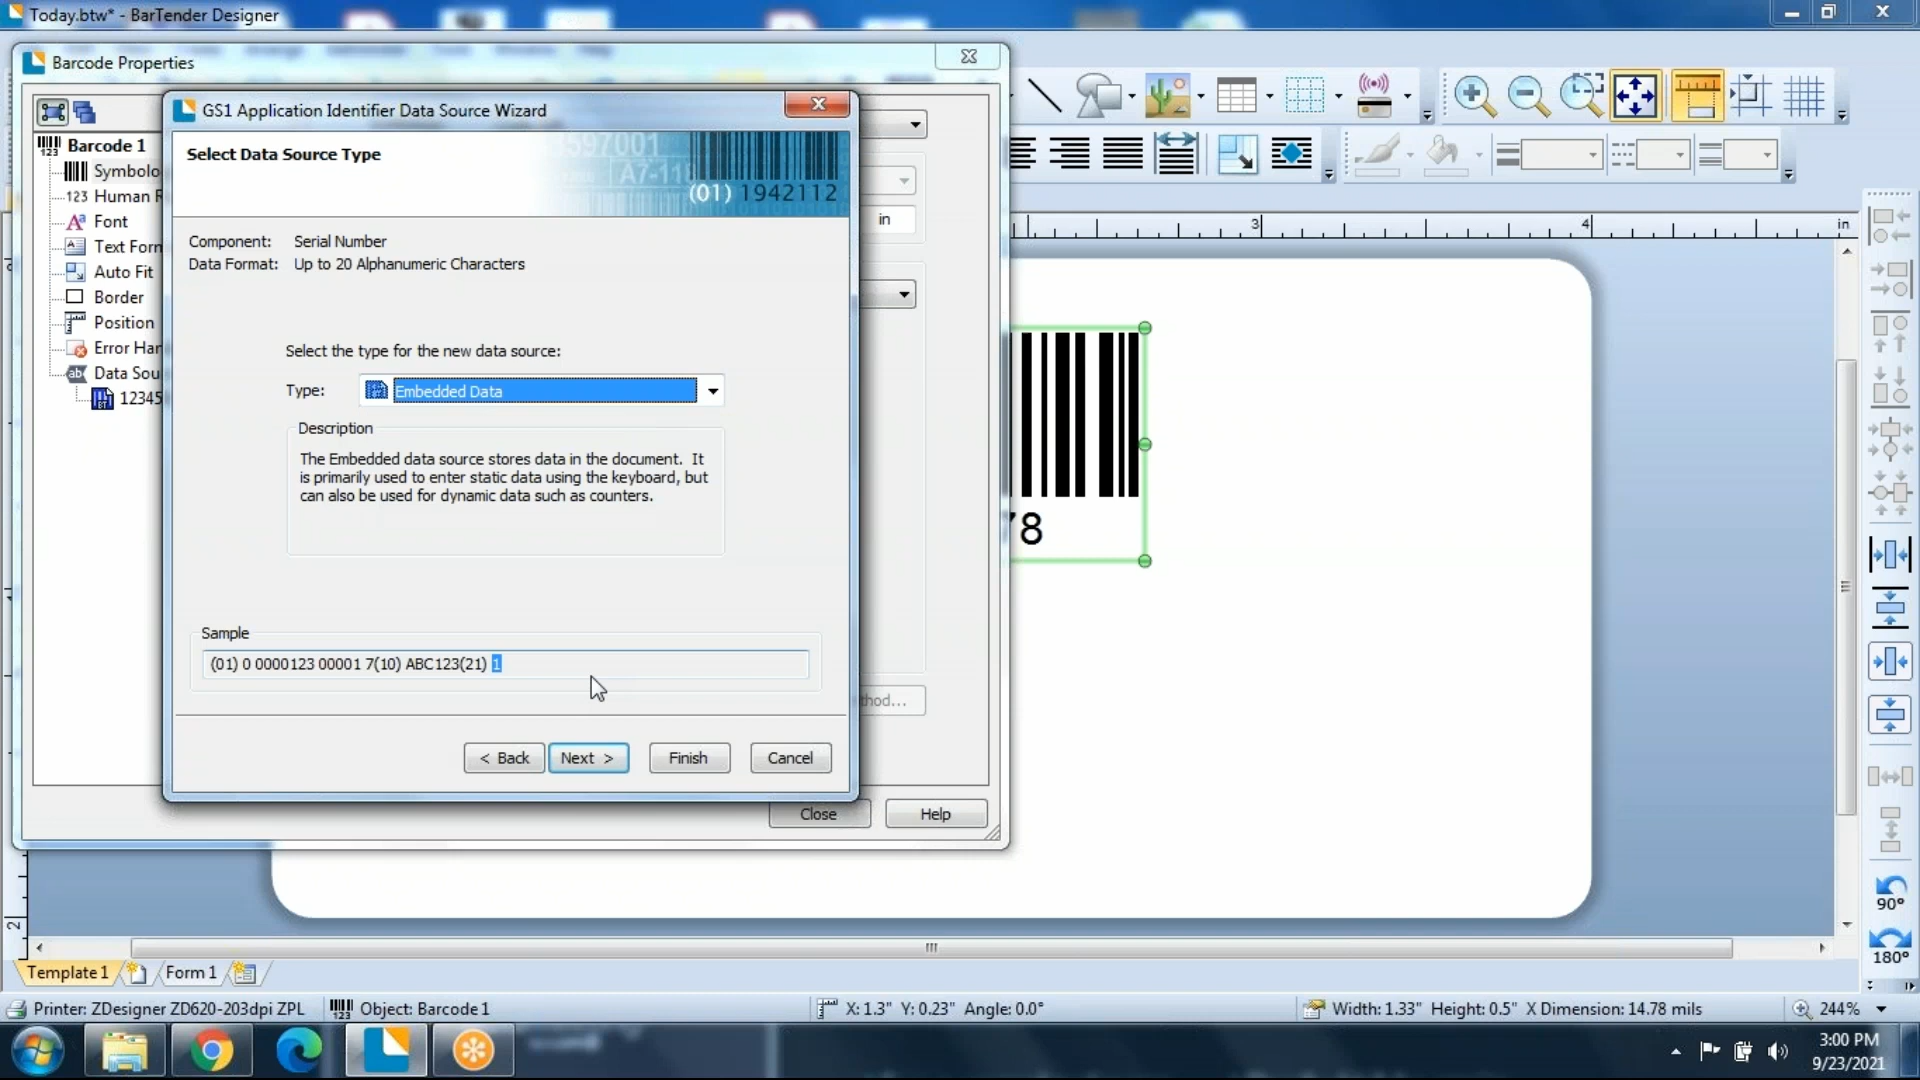 Today.btw* - BarTender Designer
Barcode Properties
GS1 Application Identifier Data Source Wizard
Select Data Source Type
597001
A7-118
(01) 1942112
Barcode 1
Symbolo
Human R
Font
Text Form
Auto Fit
Border
Position
Error Han
Data Sou
12345
Component: Serial Number
Data Format: Up to 20 Alphanumeric Characters
Select the type for the new data source:
Type: Embedded Data
Description
The Embedded data source stores data in the document. It
is primarily used to enter static data using the keyboard, but
can also be used for dynamic data such as counters.
Sample
(01) 0 0000123 00001 7(10) ABC123(21) 1
< Back Next > Finish Cancel
in
thod...
Close Help
3 4 in
78
2
90°
180°
Template 1 Form 1
Printer: ZDesigner ZD620-203dpi ZPL Object: Barcode 1 X: 1.3" Y: 0.23" Angle: 0.0° Width: 1.33" Height: 0.5" X Dimension: 14.78 mils 244%
3:00 PM
9/23/2021